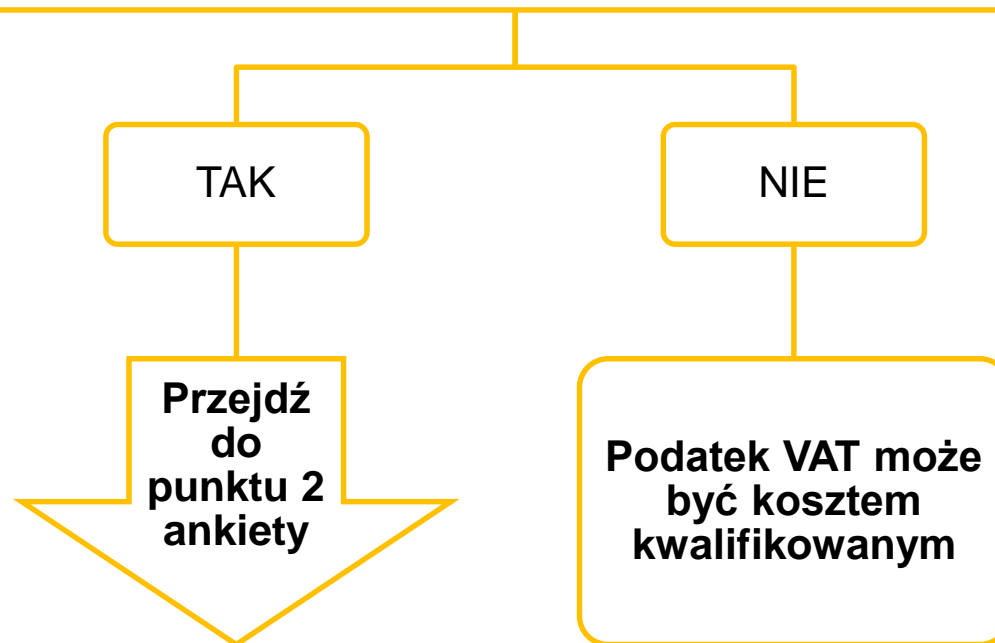 TAK
NIE
Przejdź
do
punktu 2
ankiety
Podatek VAT może
być kosztem
kwalifikowanym